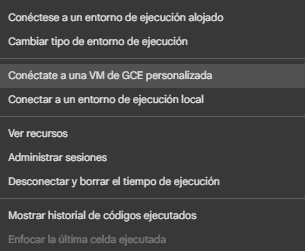 Conéctese a un entorno de ejecución alojado
Cambiar tipo de entorno de ejecución
Conéctate a una VM de GCE personalizada
Conectar a un entorno de ejecución local
Ver recursos
Administrar sesiones
Desconectar y borrar el tiempo de ejecución
Mostrar historial de códigos ejecutados
Enfocar la última celda ejecutada